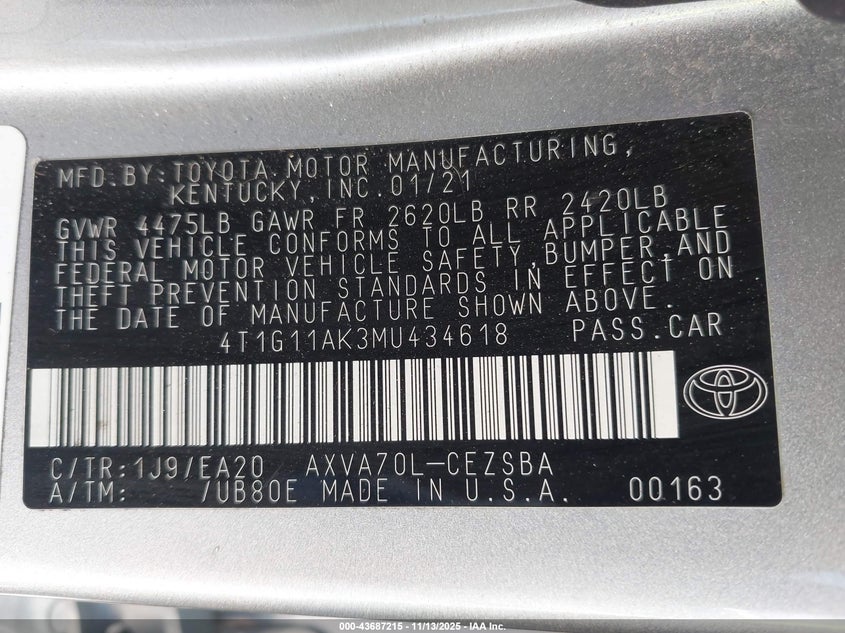 MFD.BY:TOYOTA MOTOR MANUFACTURING,
KENTUCKY,INC.01/21
GVWR 4475LB GAWR FR 2620LB RR 2420LB
THIS VEHICLE CONFORMS TO ALL APPLICABLE
FEDERAL MOTOR VEHICLE SAFETY,BUMPER,AND
THEFT PREVENTION STANDARDS IN EFFECT ON
THE DATE OF MANUFACTURE SHOWN ABOVE.
4T1G11AK3MU434618 PASS.CAR
C/TR:1J9/EA20 AXVA70L-CEZSBA
A/TM: /UB80E MADE IN U.S.A. 00163
000-43687215 - 11/13/2025 - IAA Inc.